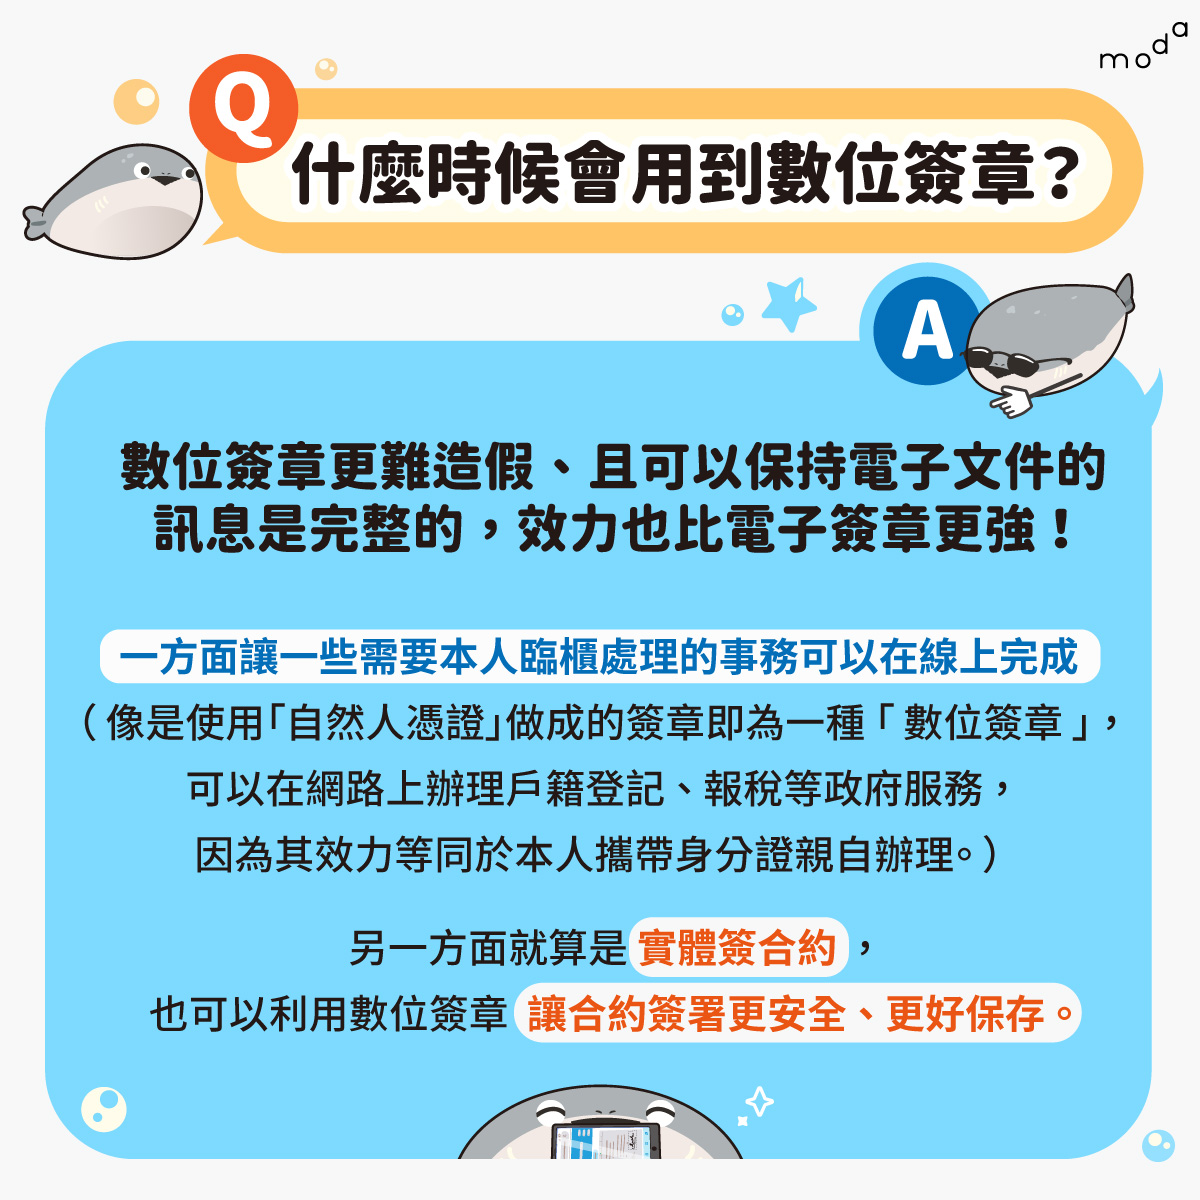 moda
Q
什麼時候會用到數位簽章？
A
數位簽章更難造假、且可以保持電子文件的
訊息是完整的，效力也比電子簽章更強！
一方面讓一些需要本人臨櫃處理的事務可以在線上完成
（像是使用「自然人憑證」做成的簽章即為一種「數位簽章」，
可以在網路上辦理戶籍登記、報稅等政府服務，
因為其效力等同於本人攜帶身分證親自辦理。）
另一方面就算是實體簽合約，
也可以利用數位簽章 讓合約簽署更安全、更好保存。